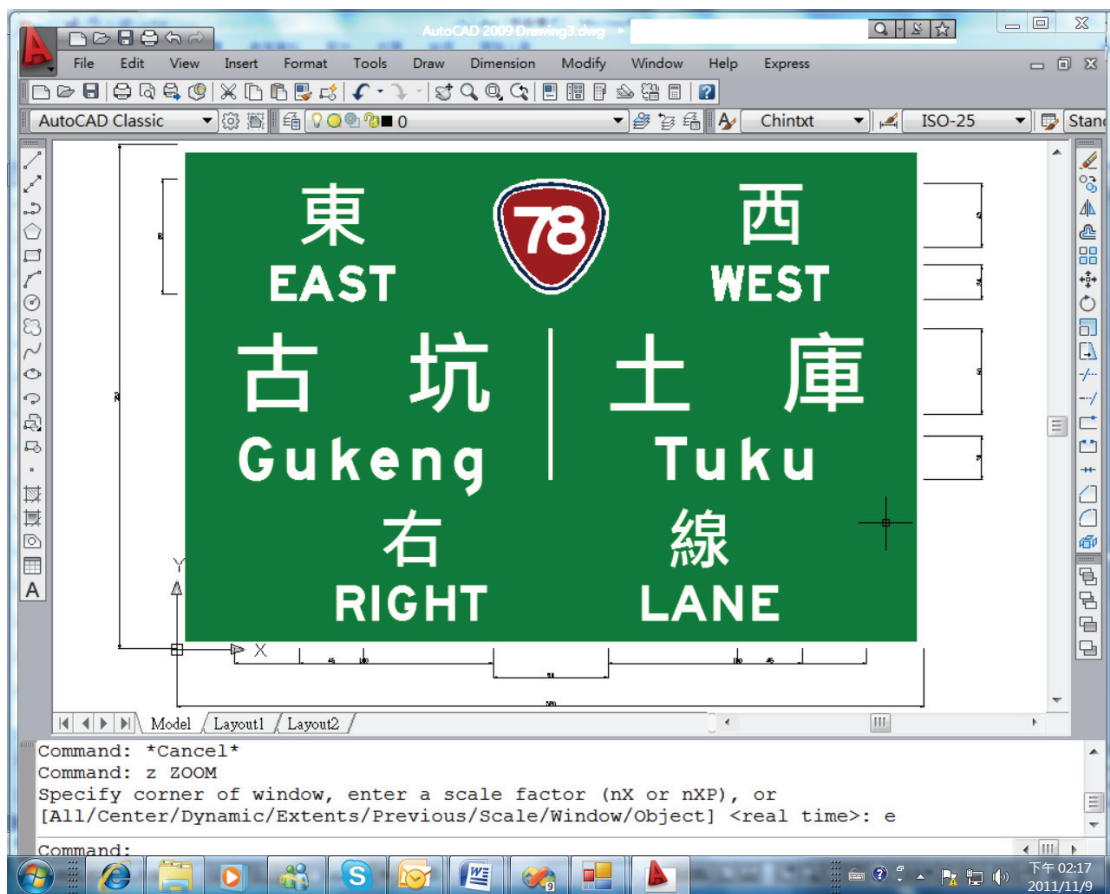 AutoCAD 2009 Drawing3.dwg
File Edit View Insert Format Tools Draw Dimension Modify Window Help Express
AutoCAD Classic 0 Chintxt ISO-25 Stand
東 78 西
EAST WEST
古 坑 土 庫
Gukeng Tuku
右 線
RIGHT LANE
Y
X
A
Model Layout1 Layout2
Command: *Cancel*
Command: z ZOOM
Specify corner of window, enter a scale factor (nX or nXP), or
[All/Center/Dynamic/Extents/Previous/Scale/Window/Object] <real time>: e
Command:
下午 02:17
2011/11/9